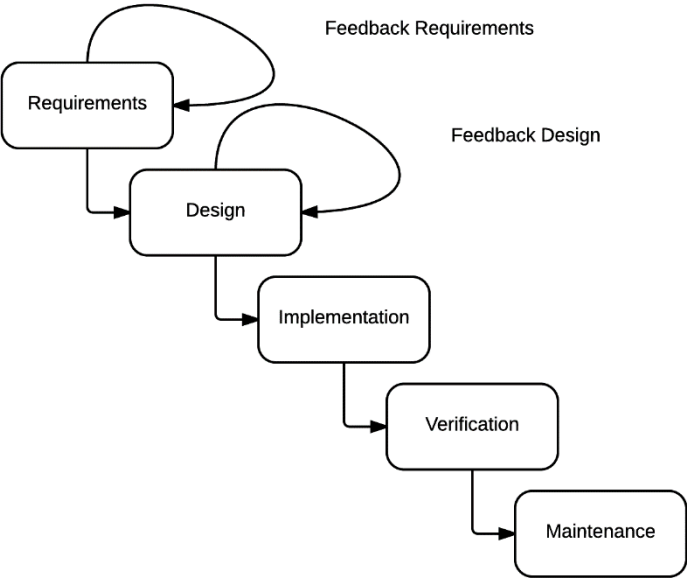 Feedback Requirements
Requirements
Feedback Design
Design
Implementation
Verification
Maintenance